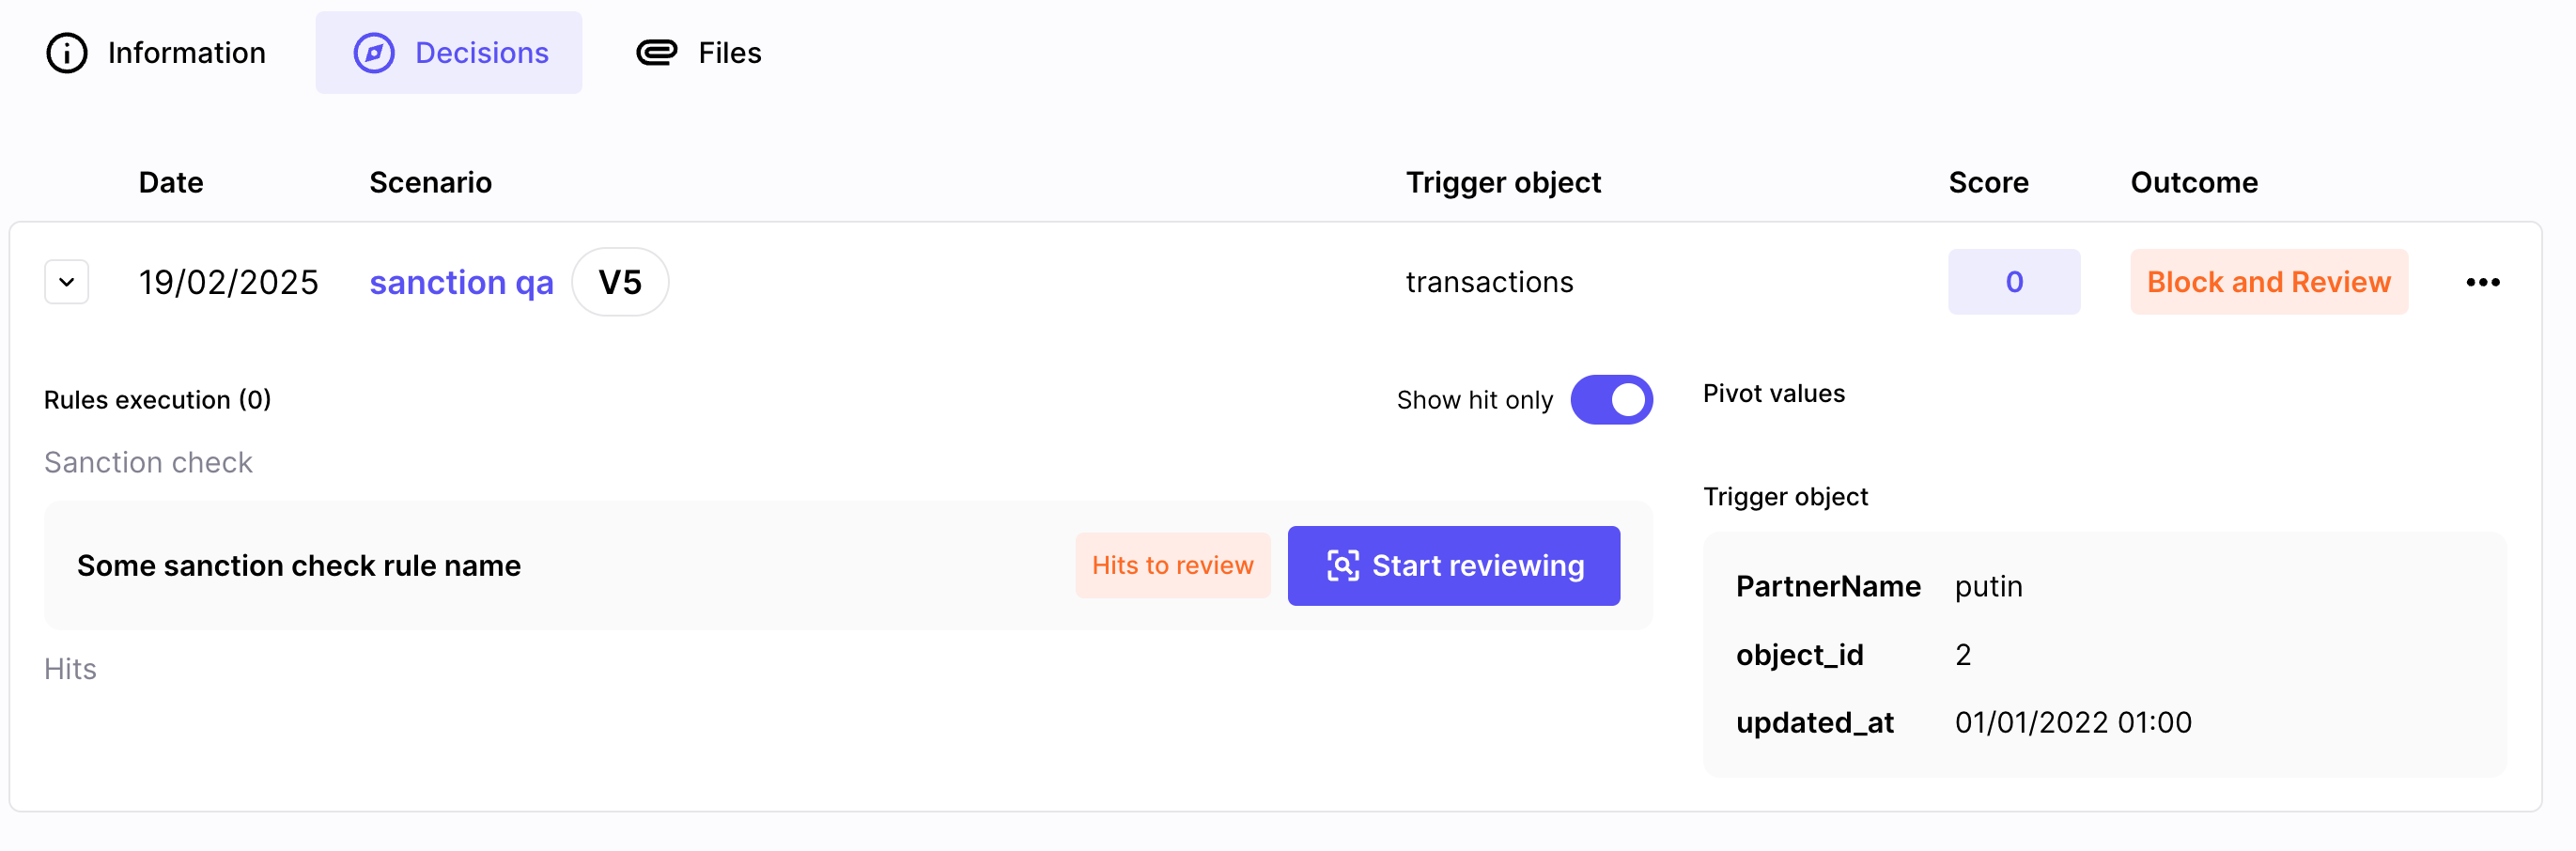 Information Decisions Files
Date Scenario Trigger object Score Outcome
19/02/2025 sanction qa V5 transactions 0 Block and Review
Rules execution (0) Show hit only Pivot values
Sanction check
Trigger object
Some sanction check rule name Hits to review Start reviewing
PartnerName putin
object_id 2
Hits
updated_at 01/01/2022 01:00